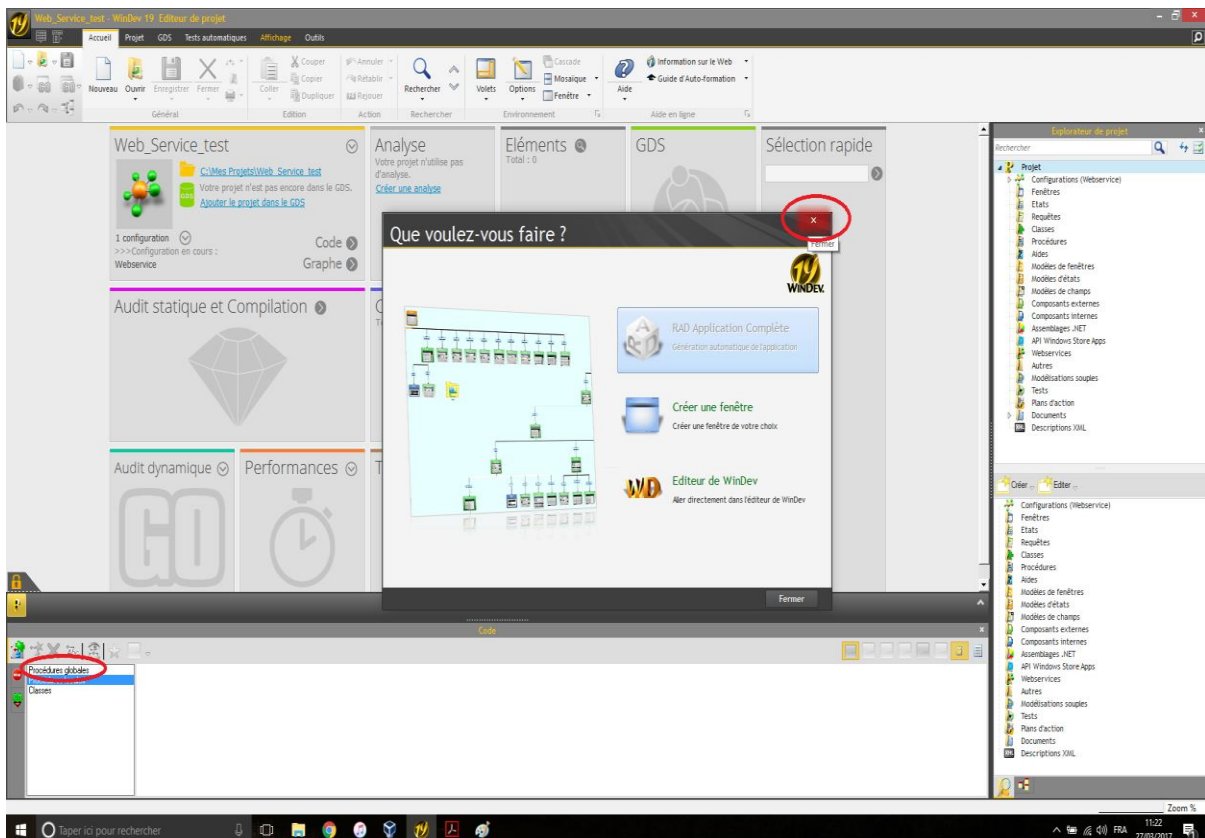 Web_Service_test - WinDev 19 Editeur de projet
Accueil Projet GDS Tests automatiques Affichage Outils
Nouveau Ouvrir Enregistrer Fermer
Général
Coller
Couper
Copier
Dupliquer
Edition
Annuler
Rétablir
Rejouer
Action
Rechercher
Rechercher
Volets Options
Cascade
Mosaïque
Fenêtre
Environnement
Aide
Information sur le Web
Guide d'Auto-formation
Aide en ligne
Web_Service_test
C:\Mes Projets\Web_Service_test
Votre projet n'est pas encore dans le GDS.
Ajouter le projet dans le GDS
1 configuration
>>>Configuration en cours :
Webservice
Code
Graphe
Analyse
Votre projet n'utilise pas
d'analyse.
Créer une analyse
Eléments
Total : 0
GDS
Sélection rapide
Audit statique et Compilation
Audit dynamique
GO
Performances
Que voulez-vous faire ?
x
Fermer
19
WINDEV.
RAD Application Complète
Génération automatique de l'application
Créer une fenêtre
Créer une fenêtre de votre choix
WD
Editeur de WinDev
Aller directement dans l'éditeur de WinDev
Fermer
Code
Procédures globales
Classes
Explorateur de projet
Rechercher
Projet
Configurations (Webservice)
Fenêtres
Etats
Requêtes
Classes
Procédures
Aides
Modèles de fenêtres
Modèles d'états
Modèles de champs
Composants externes
Composants internes
Assemblages .NET
API Windows Store Apps
Webservices
Autres
Modélisations souples
Tests
Plans d'action
Documents
Descriptions XML
Créer Editer
Configurations (Webservice)
Fenêtres
Etats
Requêtes
Classes
Procédures
Aides
Modèles de fenêtres
Modèles d'états
Modèles de champs
Composants externes
Composants internes
Assemblages .NET
API Windows Store Apps
Webservices
Autres
Modélisations souples
Tests
Plans d'action
Documents
Descriptions XML
Zoom %
Taper ici pour rechercher
FRA
11:22
27/03/2017